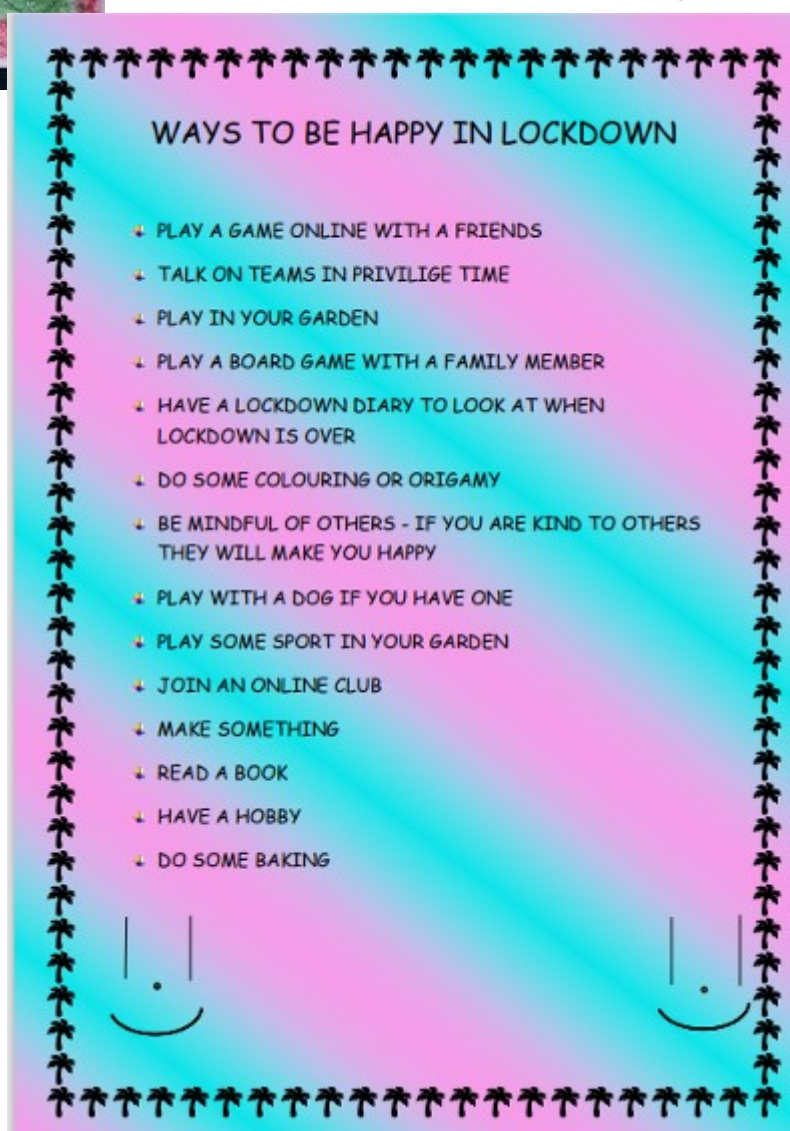 WAYS TO BE HAPPY IN LOCKDOWN
PLAY A GAME ONLINE WITH A FRIENDS
TALK ON TEAMS IN PRIVILIGE TIME
PLAY IN YOUR GARDEN
PLAY A BOARD GAME WITH A FAMILY MEMBER
HAVE A LOCKDOWN DIARY TO LOOK AT WHEN
LOCKDOWN IS OVER
DO SOME COLOURING OR ORIGAMY
BE MINDFUL OF OTHERS - IF YOU ARE KIND TO OTHERS
THEY WILL MAKE YOU HAPPY
PLAY WITH A DOG IF YOU HAVE ONE
PLAY SOME SPORT IN YOUR GARDEN
JOIN AN ONLINE CLUB
MAKE SOMETHING
READ A BOOK
HAVE A HOBBY
DO SOME BAKING